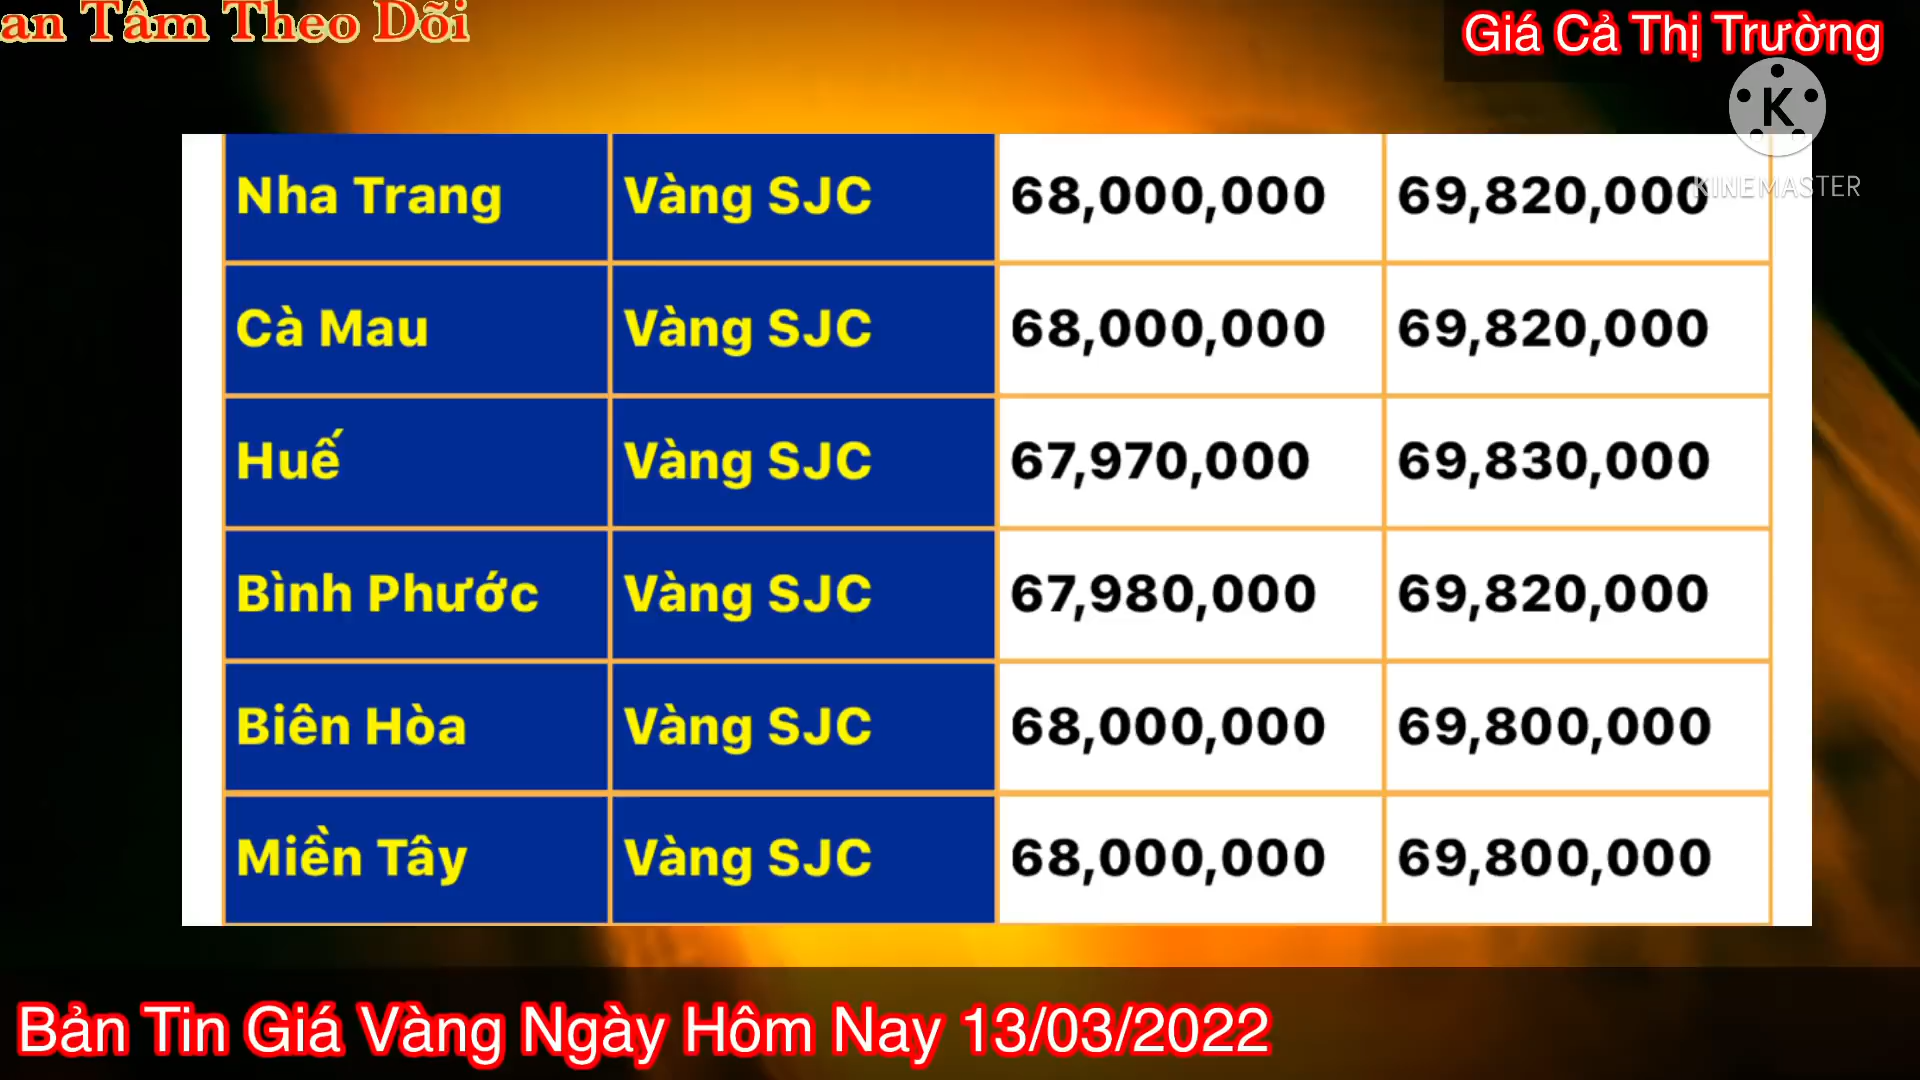 an Tâm Theo Dõi
Giá Cả Thị Trường
K
KINEMASTER
Nha Trang Vàng SJC 68,000,000 69,820,000
Cà Mau Vàng SJC 68,000,000 69,820,000
Huế Vàng SJC 67,970,000 69,830,000
Bình Phước Vàng SJC 67,980,000 69,820,000
Biên Hòa Vàng SJC 68,000,000 69,800,000
Miền Tây Vàng SJC 68,000,000 69,800,000
Bản Tin Giá Vàng Ngày Hôm Nay 13/03/2022